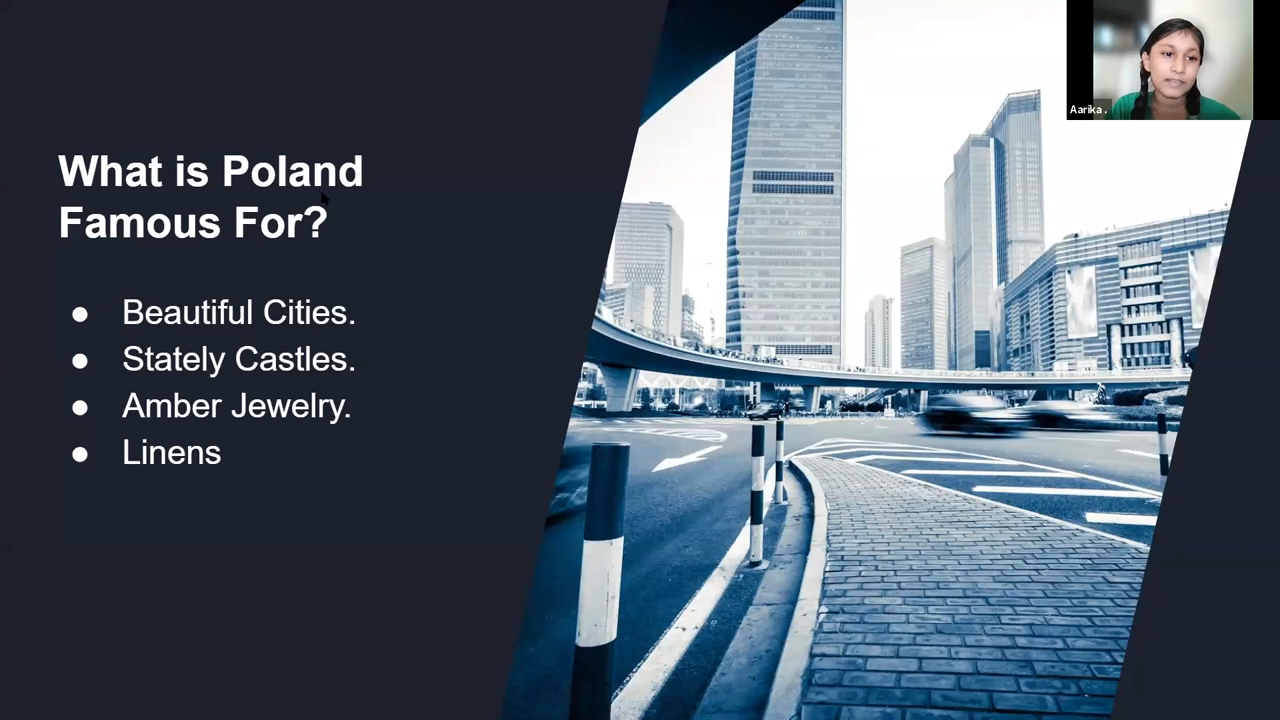 What is Poland
Famous For?
● Beautiful Cities.
● Stately Castles.
● Amber Jewelry.
● Linens
Aarika .